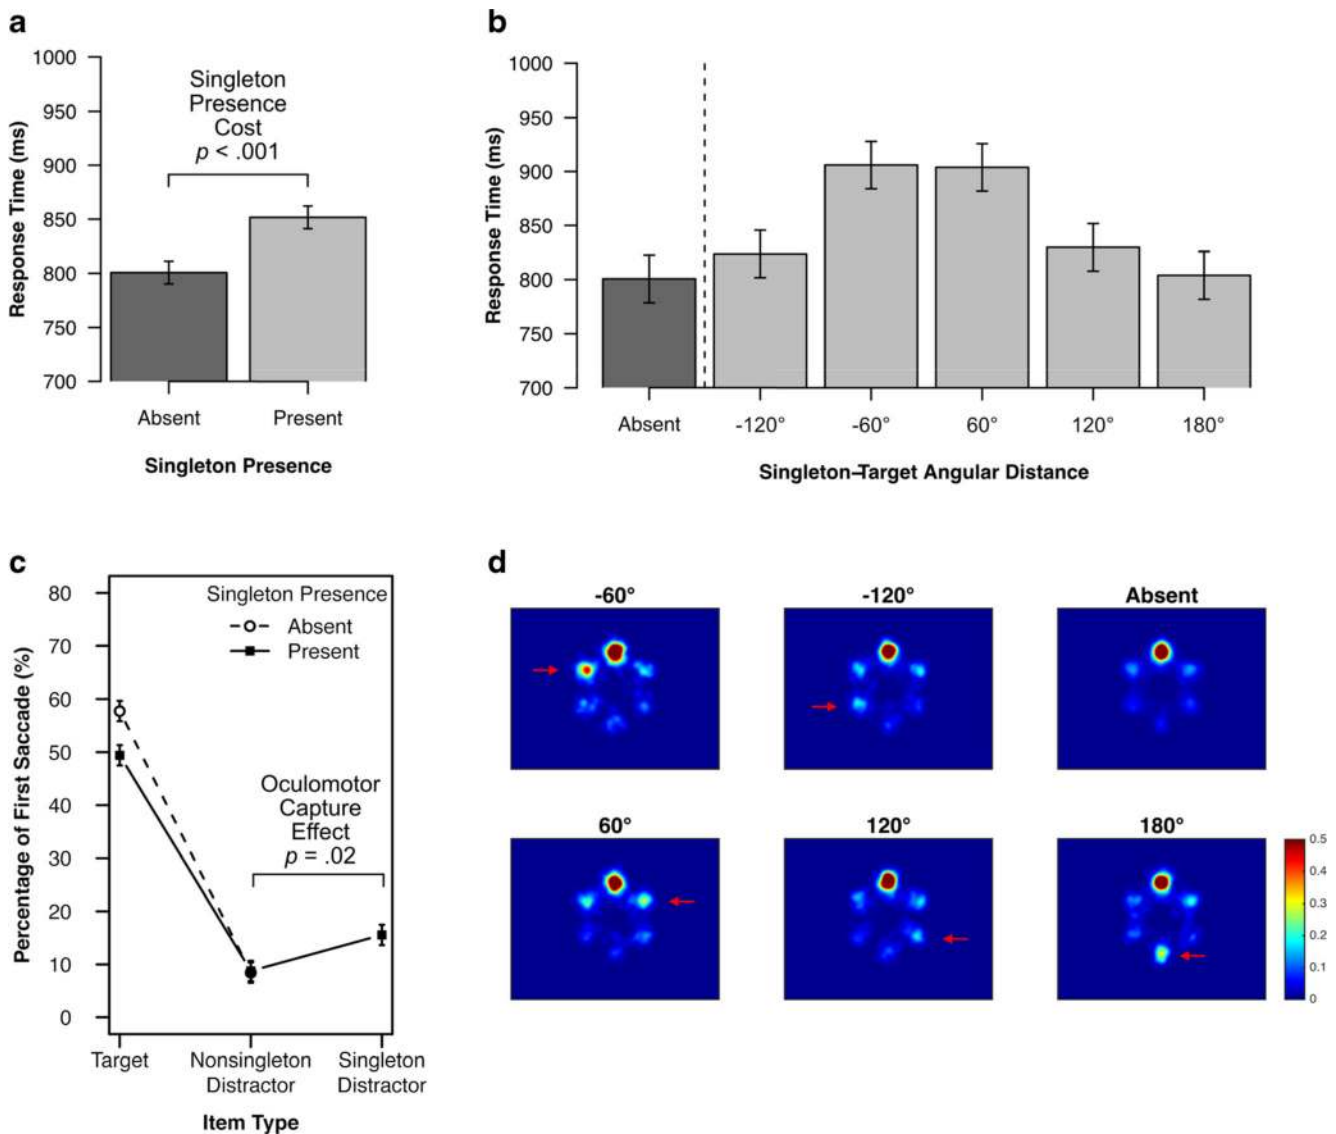 a
1000
950
900
850
800
750
700
Response Time (ms)
Singleton
Presence
Cost
p < .001
Absent
Present
Singleton Presence
b
1000
950
900
850
800
750
700
Response Time (ms)
Absent
-120°
-60°
60°
120°
180°
Singleton–Target Angular Distance
c
80
70
60
50
40
30
20
10
0
Percentage of First Saccade (%)
Singleton Presence
Absent
Present
Oculomotor
Capture
Effect
p = .02
Target
Nonsingleton
Distractor
Singleton
Distractor
Item Type
d
-60°
-120°
Absent
60°
120°
180°
0.5
0.4
0.3
0.2
0.1
0